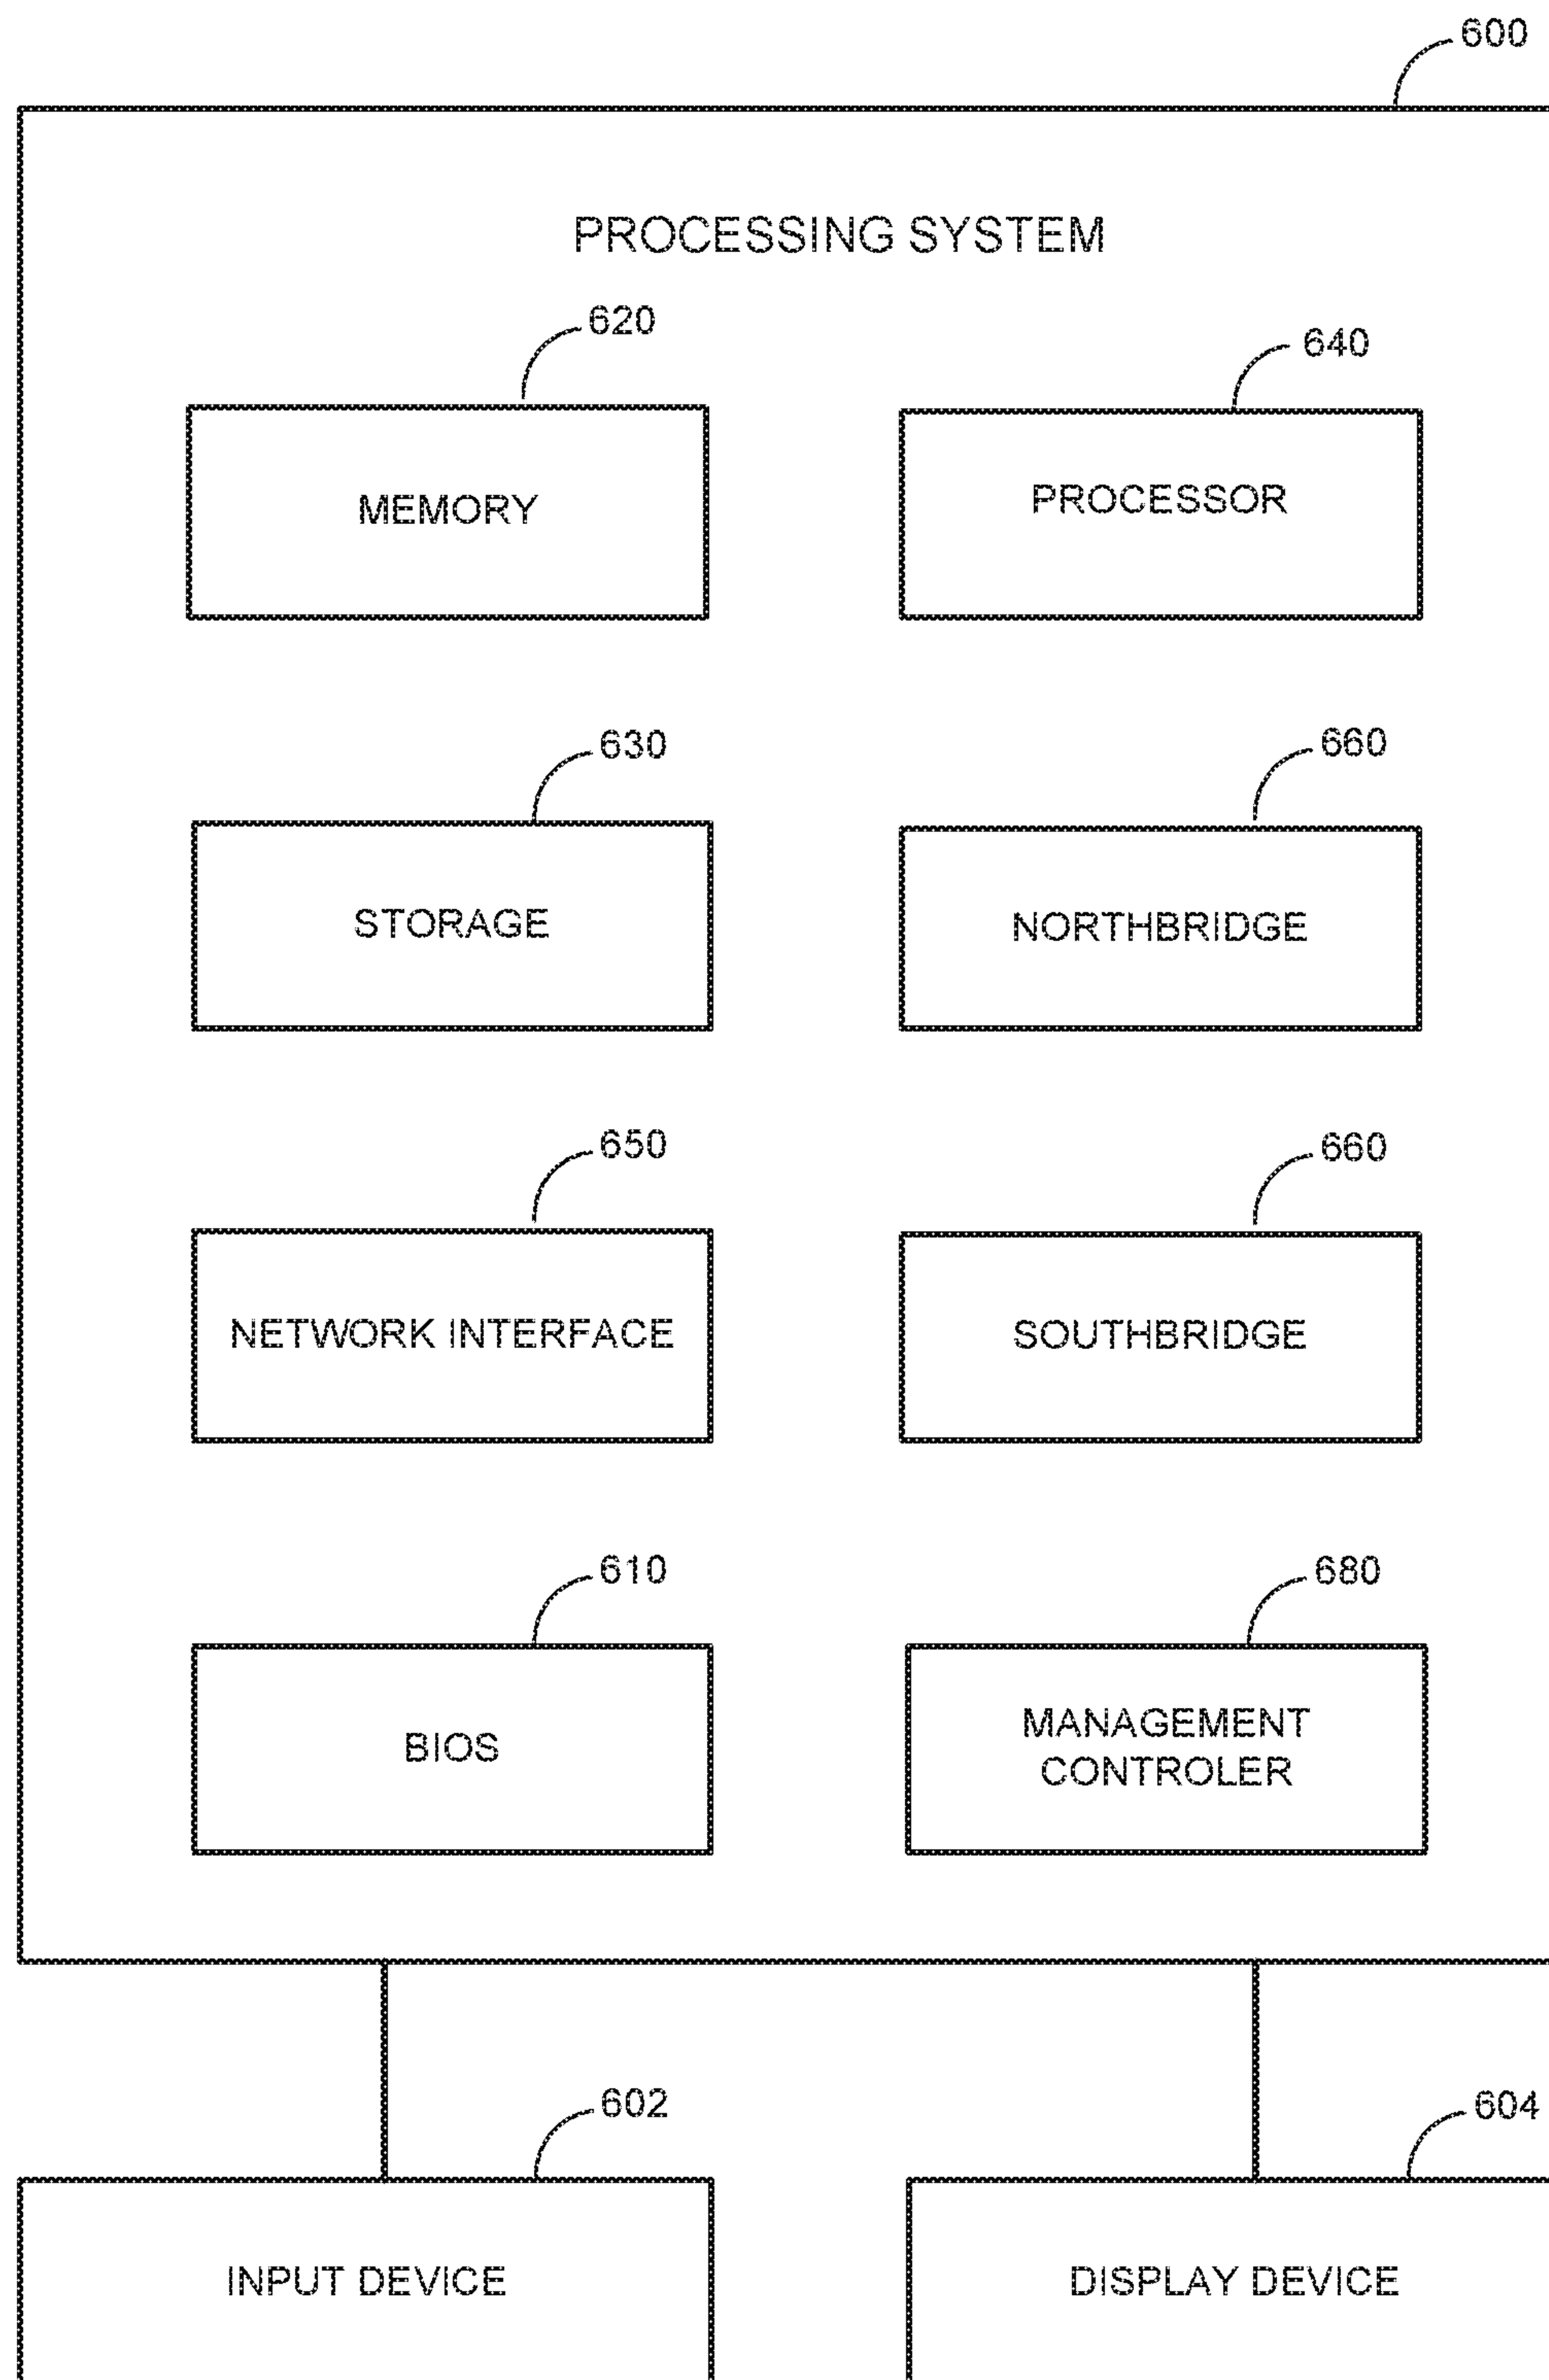 600
PROCESSING SYSTEM
620
640
MEMORY
PROCESSOR
630
660
STORAGE
NORTHBRIDGE
650
660
NETWORK INTERFACE
SOUTHBRIDGE
610
680
BIOS
MANAGEMENT
CONTROLER
602
604
INPUT DEVICE
DISPLAY DEVICE